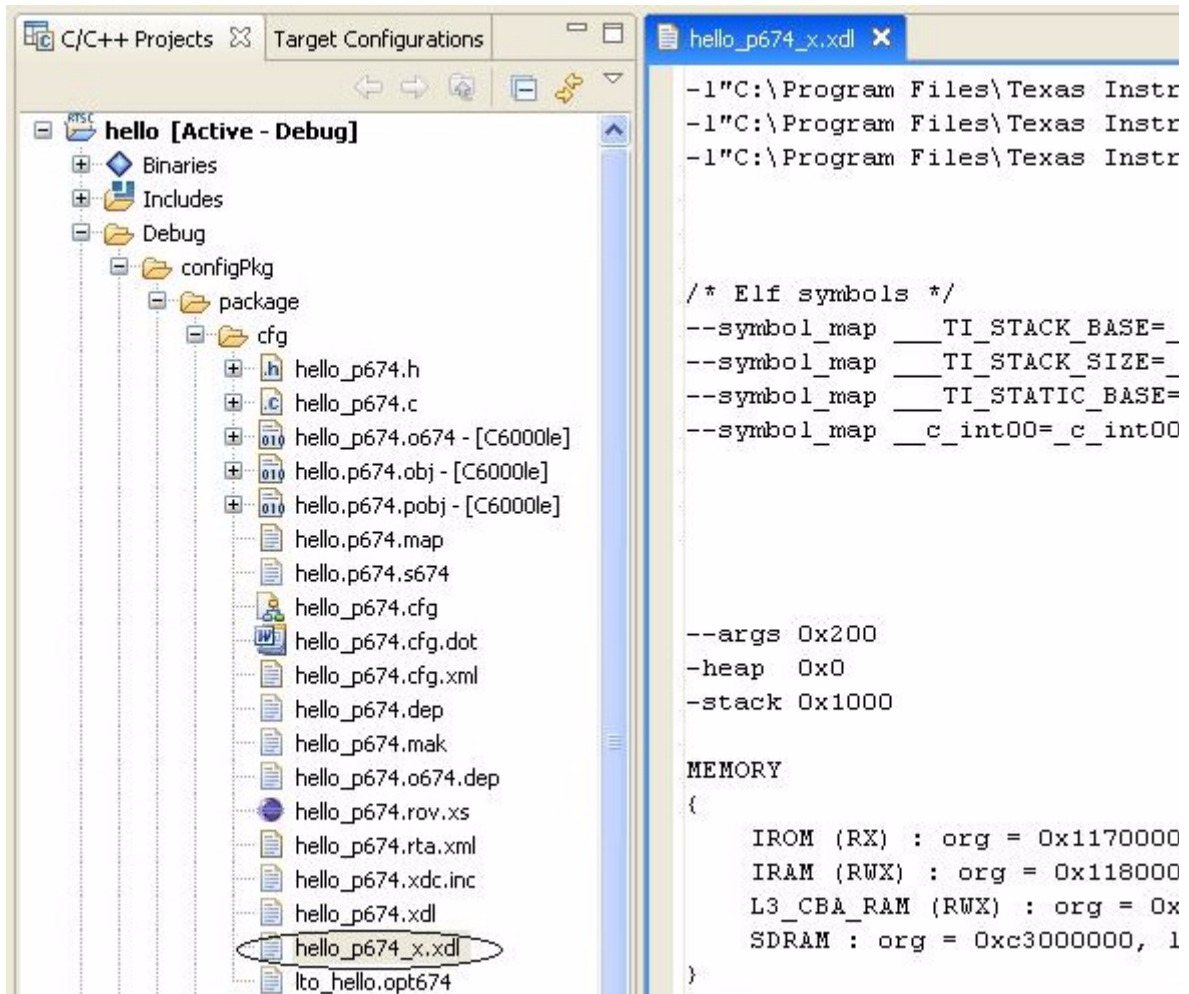 C/C++ Projects
Target Configurations
RTSC
hello [Active - Debug]
Binaries
Includes
Debug
configPkg
package
cfg
.h hello_p674.h
.c hello_p674.c
010 hello_p674.o674 - [C6000le]
010 hello.p674.obj - [C6000le]
010 hello.p674.pobj - [C6000le]
hello.p674.map
hello.p674.s674
hello_p674.cfg
W hello_p674.cfg.dot
hello_p674.cfg.xml
hello_p674.dep
hello_p674.mak
hello_p674.o674.dep
hello_p674.rov.xs
hello_p674.rta.xml
hello_p674.xdc.inc
hello_p674.xdl
hello_p674_x.xdl
lto_hello.opt674
hello_p674_x.xdl
-l"C:\Program Files\Texas Instr
-l"C:\Program Files\Texas Instr
-l"C:\Program Files\Texas Instr
/* Elf symbols */
--symbol_map ___TI_STACK_BASE=_
--symbol_map ___TI_STACK_SIZE=_
--symbol_map ___TI_STATIC_BASE=
--symbol_map __c_int00=_c_int00
--args 0x200
-heap 0x0
-stack 0x1000
MEMORY
{
IROM (RX) : org = 0x1170000
IRAM (RWX) : org = 0x118000
L3_CBA_RAM (RWX) : org = 0x
SDRAM : org = 0xc3000000, l
}